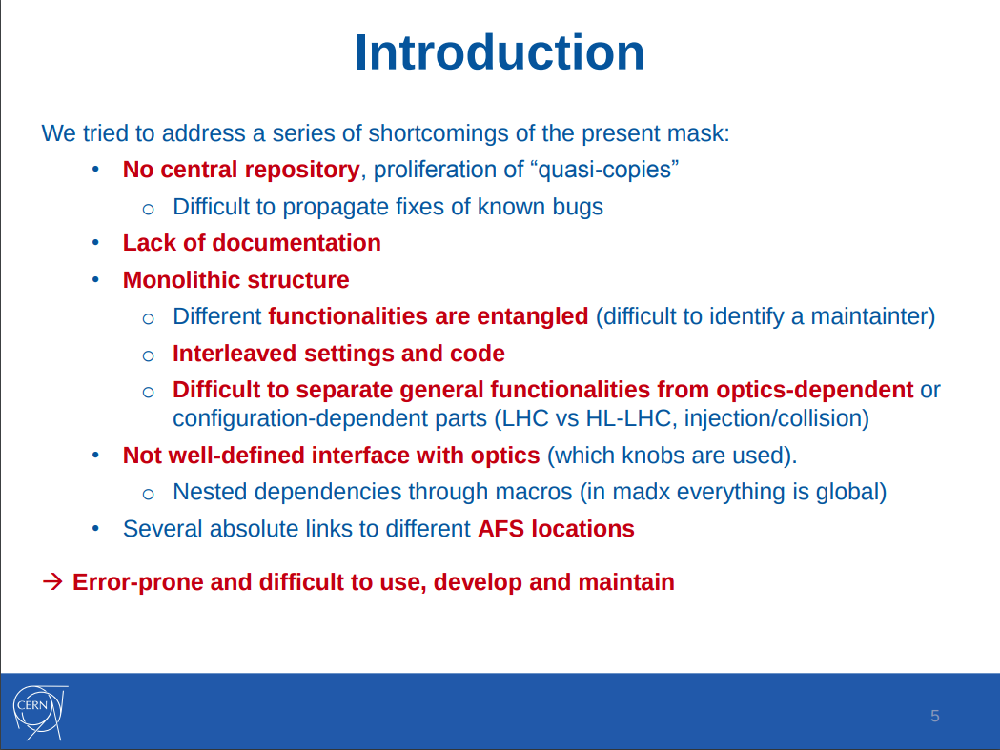 Introduction
We tried to address a series of shortcomings of the present mask:
• No central repository, proliferation of “quasi-copies”
o Difficult to propagate fixes of known bugs
• Lack of documentation
• Monolithic structure
o Different functionalities are entangled (difficult to identify a maintainter)
o Interleaved settings and code
o Difficult to separate general functionalities from optics-dependent or
configuration-dependent parts (LHC vs HL-LHC, injection/collision)
• Not well-defined interface with optics (which knobs are used).
o Nested dependencies through macros (in madx everything is global)
• Several absolute links to different AFS locations
→ Error-prone and difficult to use, develop and maintain
CERN
5